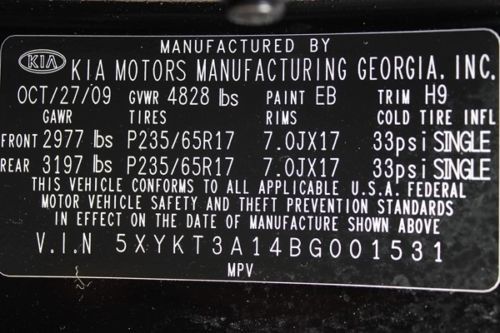 MANUFACTURED BY
KIA KIA MOTORS MANUFACTURING GEORGIA, INC.
OCT/27/09 GVWR 4828 lbs PAINT EB TRIM H9
GAWR TIRES RIMS COLD TIRE INFL
FRONT 2977 lbs P235/65R17 7.0JX17 33psi SINGLE
REAR 3197 lbs P235/65R17 7.0JX17 33psi SINGLE
THIS VEHICLE CONFORMS TO ALL APPLICABLE U.S.A. FEDERAL
MOTOR VEHICLE SAFETY AND THEFT PREVENTION STANDARDS
IN EFFECT ON THE DATE OF MANUFACTURE SHOWN ABOVE
V.I.N 5XYKT3A14BG001531
MPV